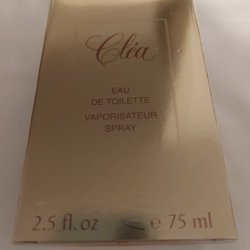 Cléa
EAU
DE TOILETTE
VAPORISATEUR
SPRAY
2.5 fl. oz ℮ 75 ml